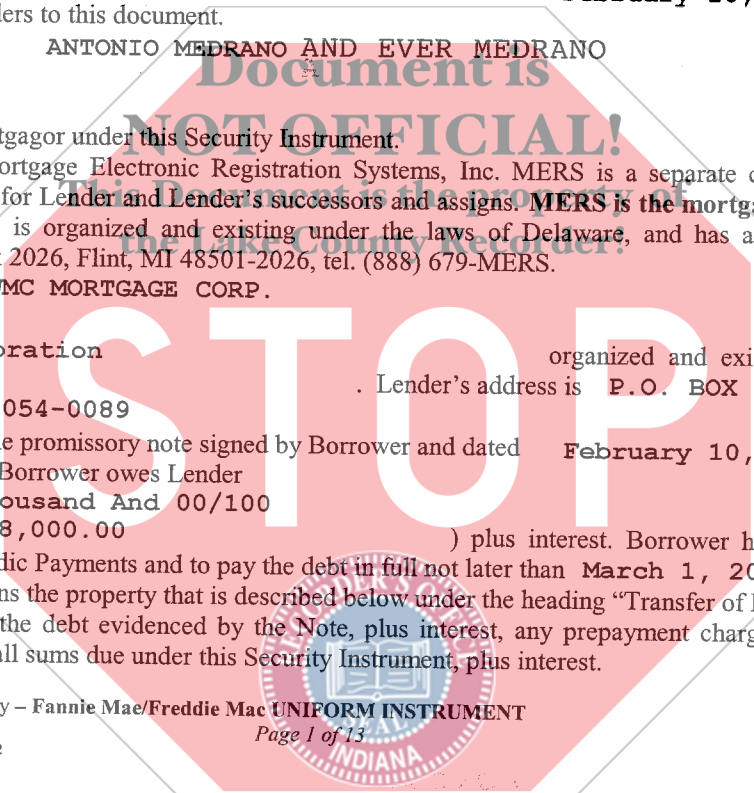 ders to this document.
ANTONIO MEDRANO AND EVER MEDRANO
Document is
NOT OFFICIAL!
tgagor under this Security Instrument.
ortgage Electronic Registration Systems, Inc. MERS is a separate c
This Document is the property of
for Lender and Lender's successors and assigns. MERS is the mortga
is organized and existing under the laws of Delaware, and has a
the Lake County Recorder!
2026, Flint, MI 48501-2026, tel. (888) 679-MERS.
MC MORTGAGE CORP.
STOP
oration
organized and exi
. Lender's address is P.O. BOX
054-0089
e promissory note signed by Borrower and dated February 10,
Borrower owes Lender
ousand And 00/100
8,000.00 ) plus interest. Borrower h
dic Payments and to pay the debt in full not later than March 1, 20
ns the property that is described below under the heading “Transfer of
the debt evidenced by the Note, plus interest, any prepayment charg
all sums due under this Security Instrument, plus interest.
RECORDER'S OFFICE
y – Fannie Mae/Freddie Mac UNIFORM INSTRUMENT
SEAL
Page 1 of 13
INDIANA